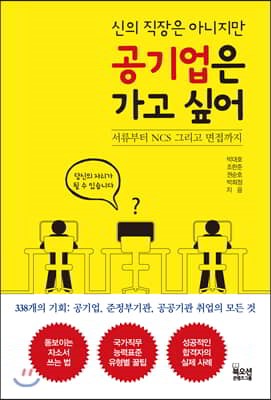 신의 직장은 아니지만
공기업은
가고 싶어
서류부터 NCS 그리고 면접까지
박대호
조한준
권순호
박희정
지음
당신의 자리가
될 수 있습니다
?
338개의 기회: 공기업, 준정부기관, 공공기관 취업의 모든 것
돋보이는
자소서
쓰는 법
국가직무
능력표준
유형별 꿀팁
성공적인
합격자의
실제 사례
북오션
콘텐츠그룹
yes24